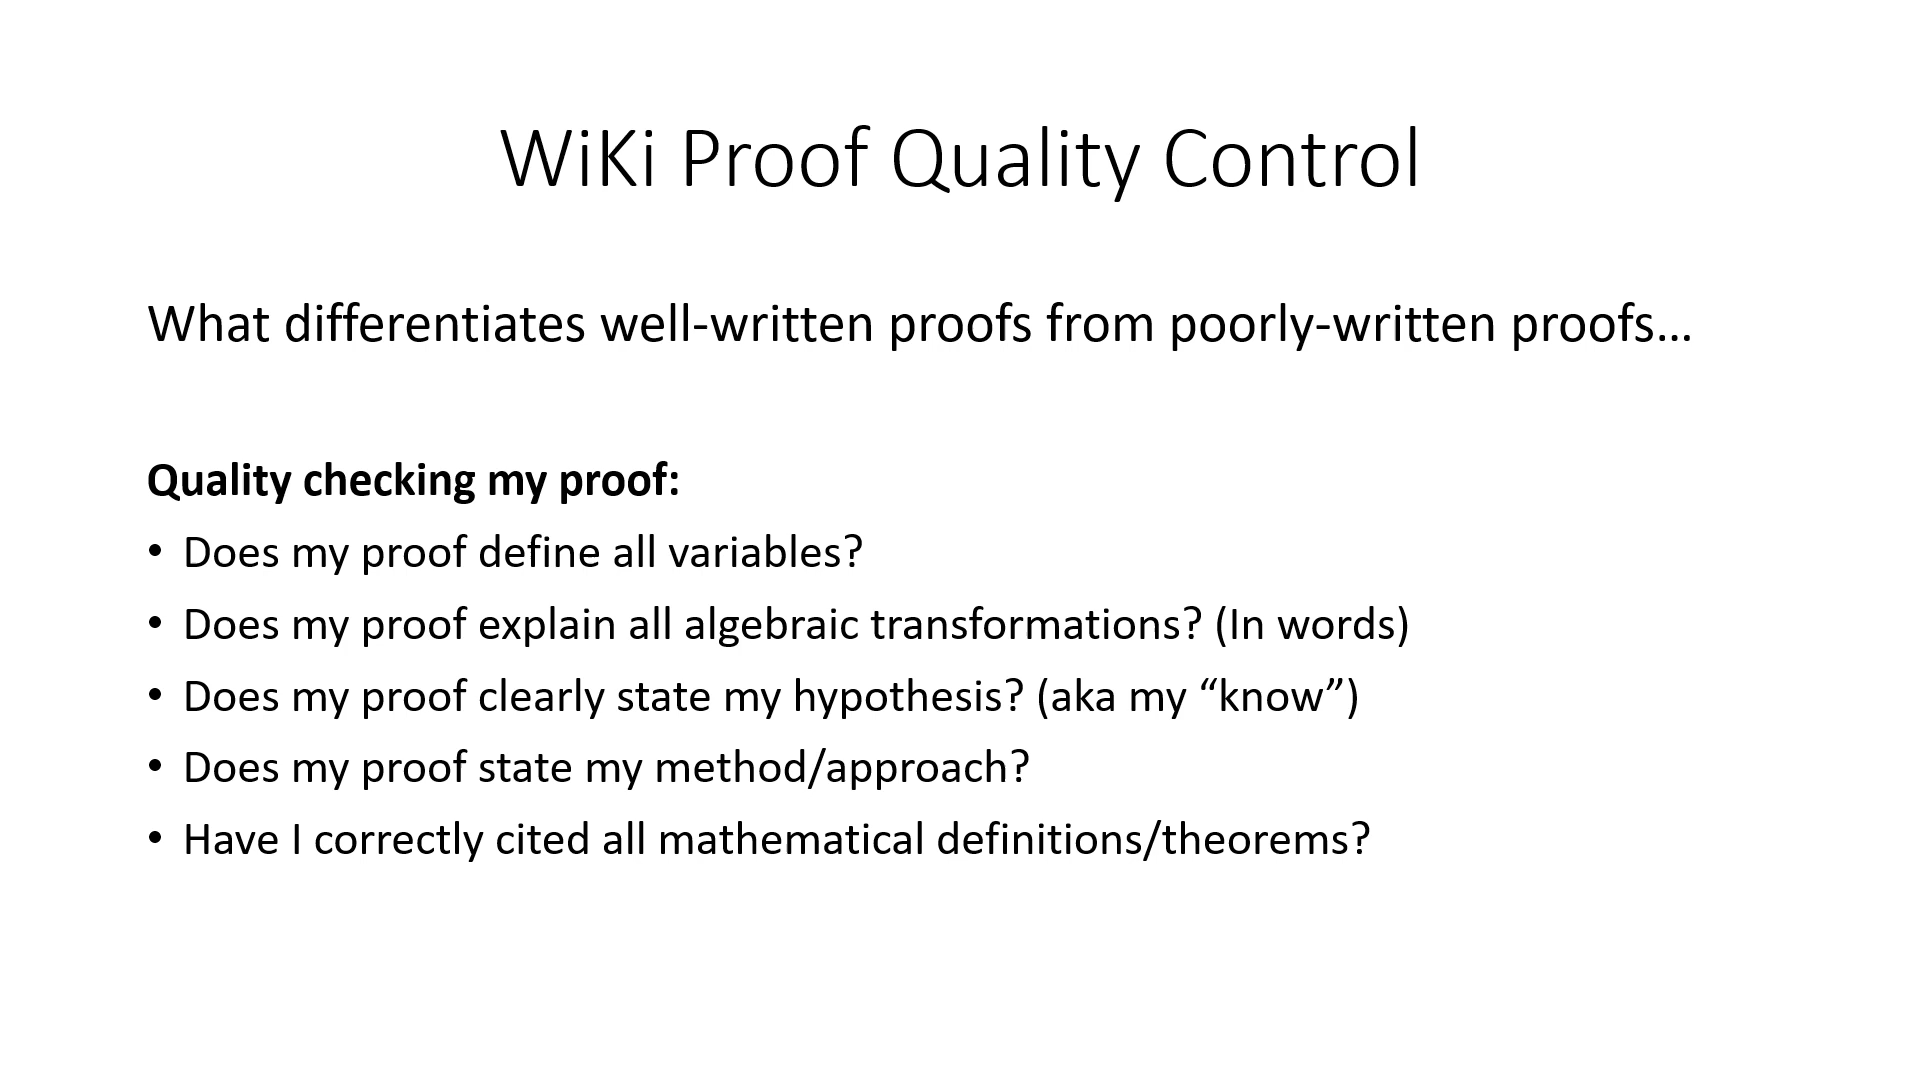 WiKi Proof Quality Control
What differentiates well-written proofs from poorly-written proofs…
Quality checking my proof:
• Does my proof define all variables?
• Does my proof explain all algebraic transformations? (In words)
• Does my proof clearly state my hypothesis? (aka my “know”)
• Does my proof state my method/approach?
• Have I correctly cited all mathematical definitions/theorems?